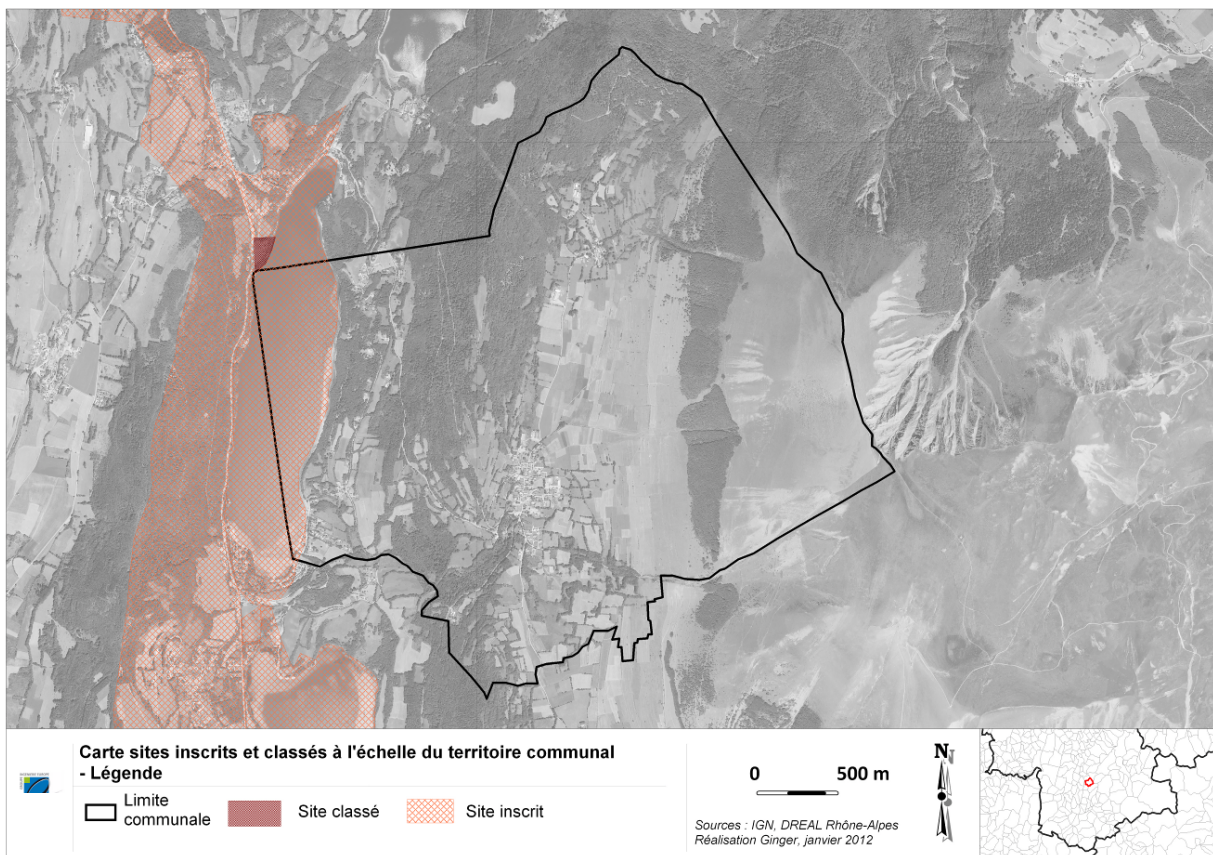 Carte sites inscrits et classés à l'échelle du territoire communal
- Légende
Limite
communale
Site classé
Site inscrit
0 500 m
Sources : IGN, DREAL Rhône-Alpes
Réalisation Ginger, janvier 2012
N